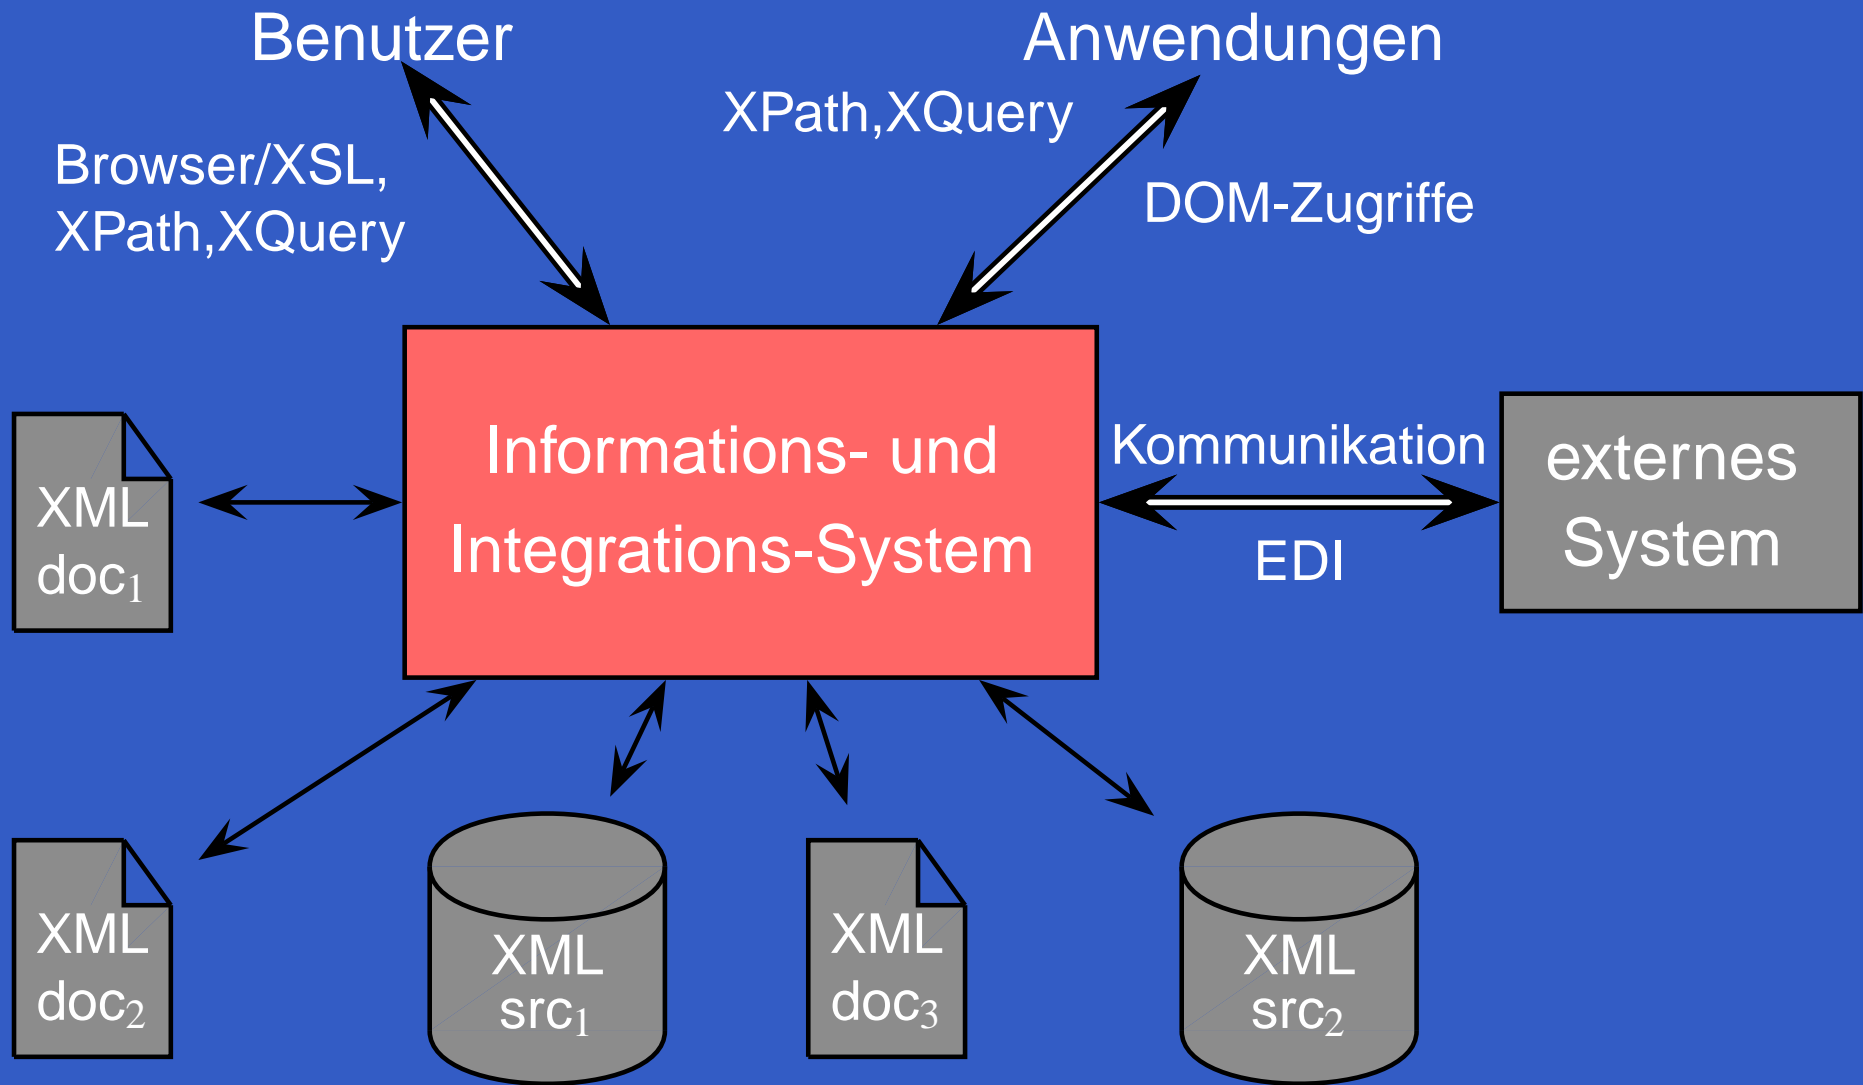 Benutzer
Anwendungen
XPath,XQuery
Browser/XSL,
XPath,XQuery
DOM-Zugriffe
Informations- und
Integrations-System
Kommunikation
EDI
externes
System
XML
doc₁
XML
doc₂
XML
src₁
XML
doc₃
XML
src₂